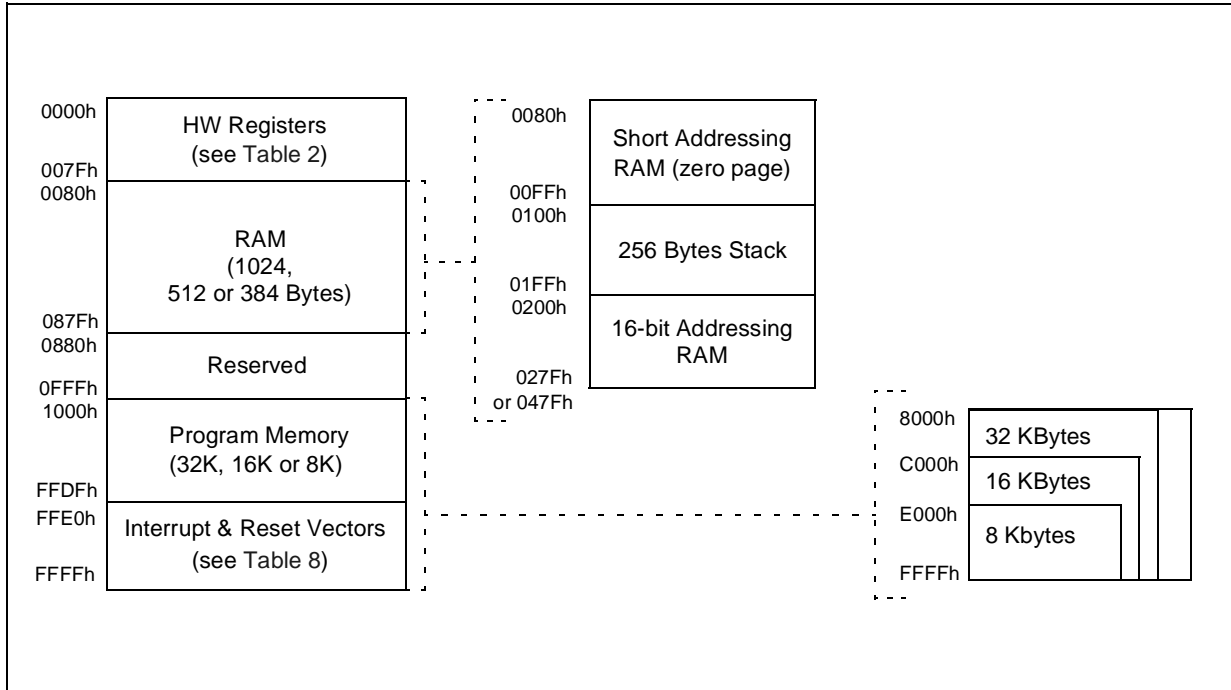 0000h
HW Registers
(see Table 2)
007Fh
0080h
RAM
(1024,
512 or 384 Bytes)
087Fh
0880h
Reserved
0FFFh
1000h
Program Memory
(32K, 16K or 8K)
FFDFh
FFE0h
Interrupt & Reset Vectors
(see Table 8)
FFFFh
0080h
Short Addressing
RAM (zero page)
00FFh
0100h
256 Bytes Stack
01FFh
0200h
16-bit Addressing
RAM
027Fh
or 047Fh
8000h
32 KBytes
C000h
16 KBytes
E000h
8 Kbytes
FFFFh